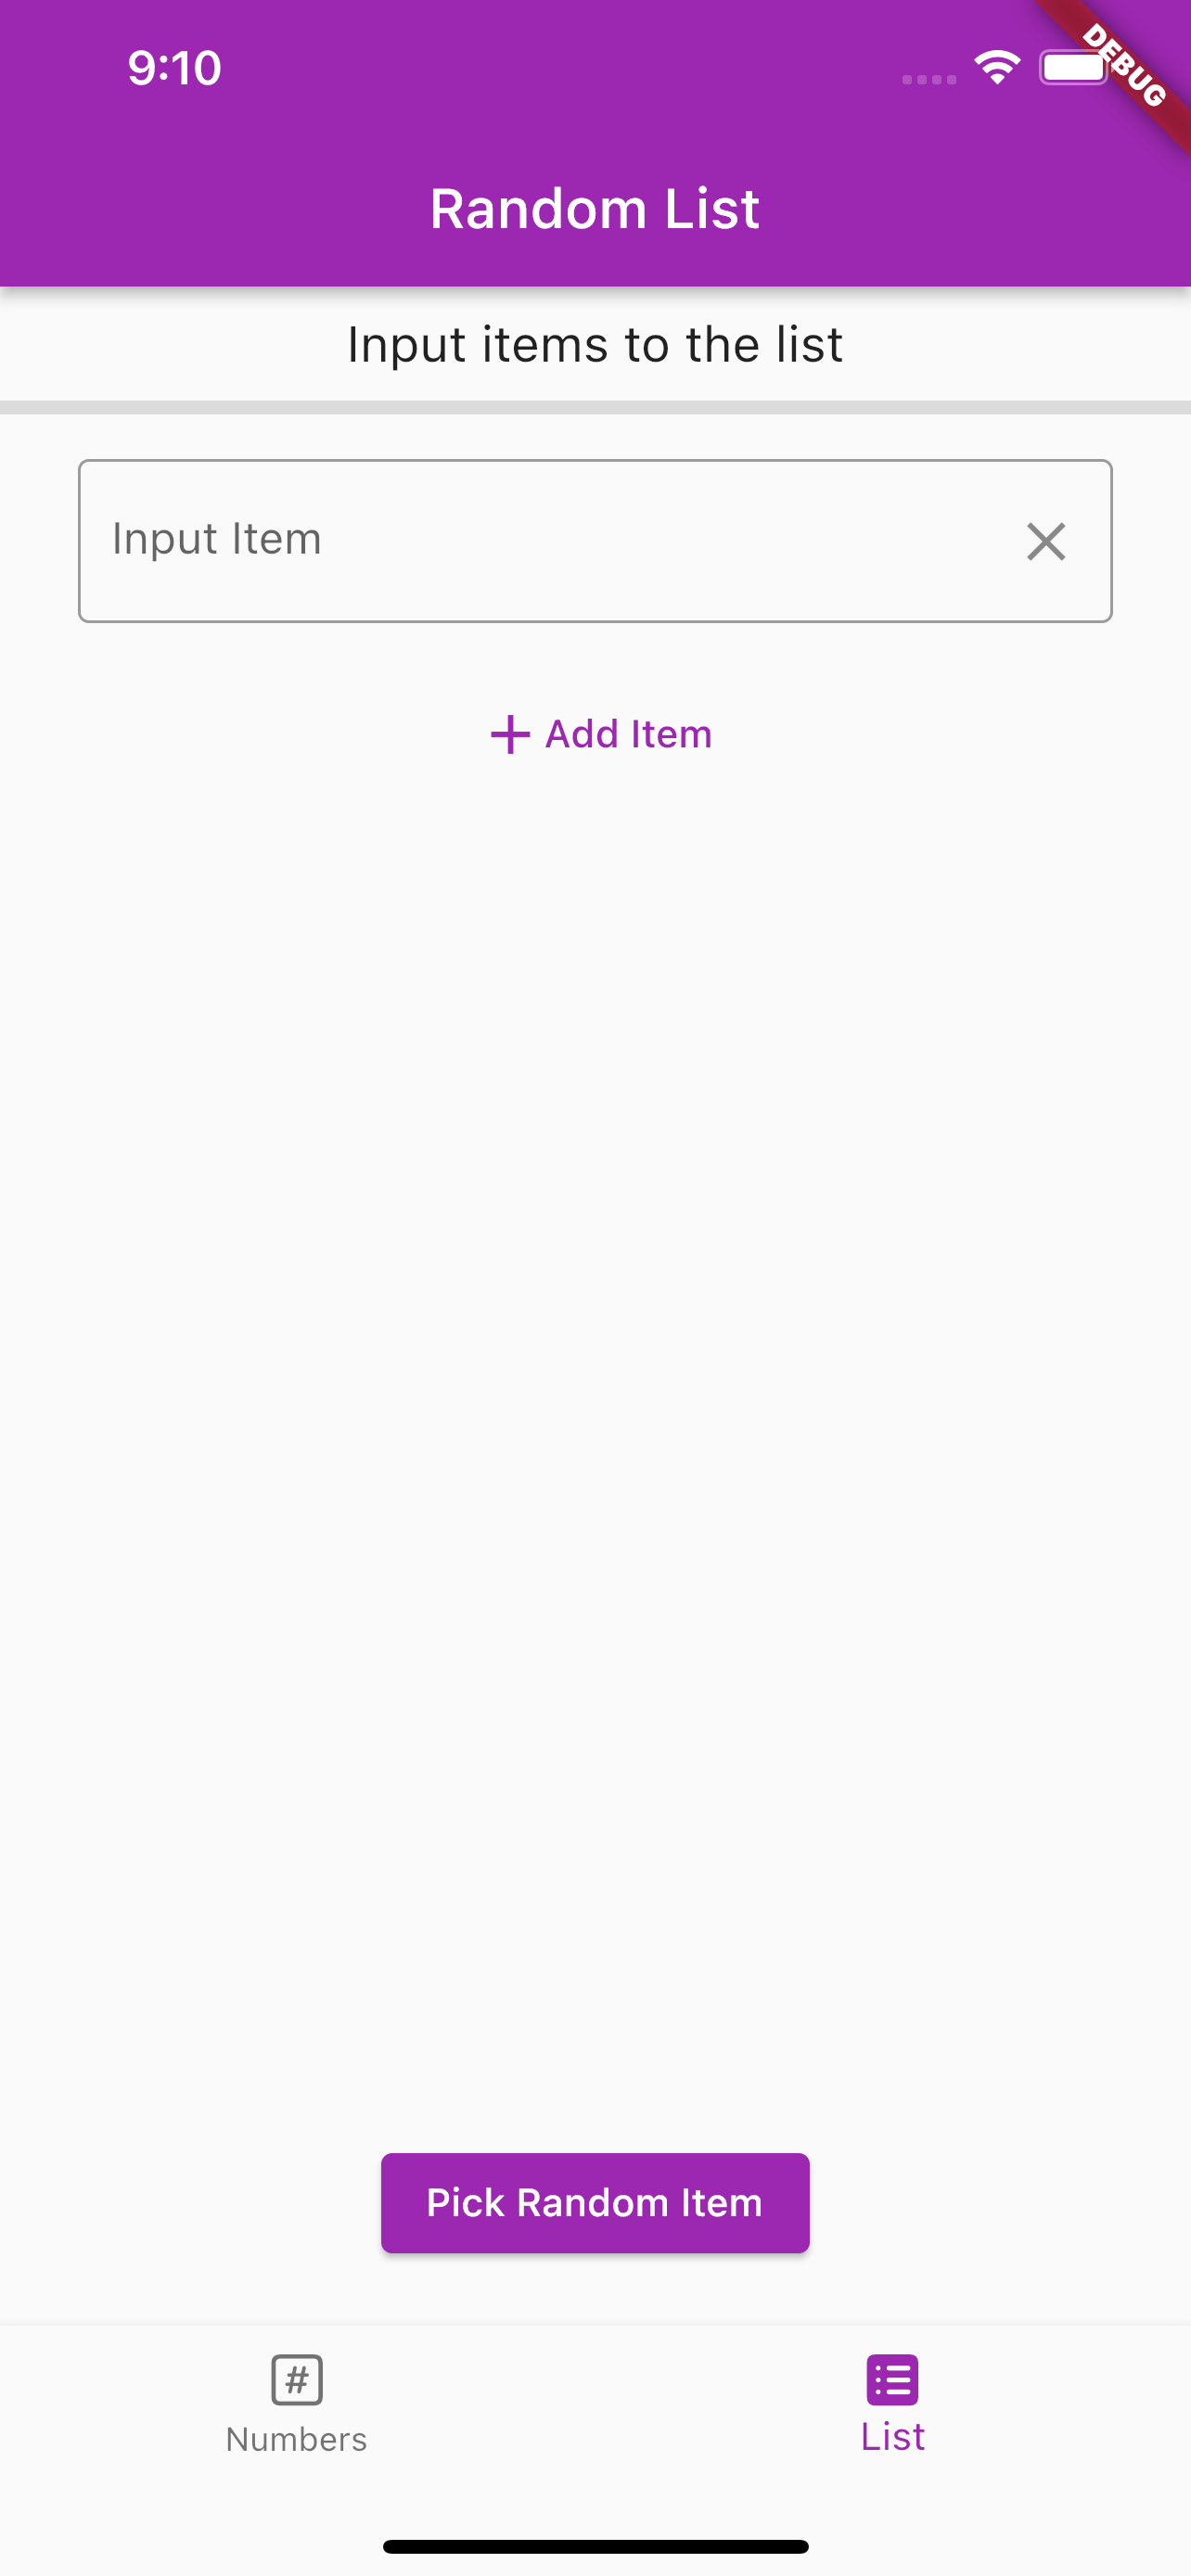 9:10
DEBUG
Random List
Input items to the list
Input Item
Add Item
Pick Random Item
#
Numbers
List